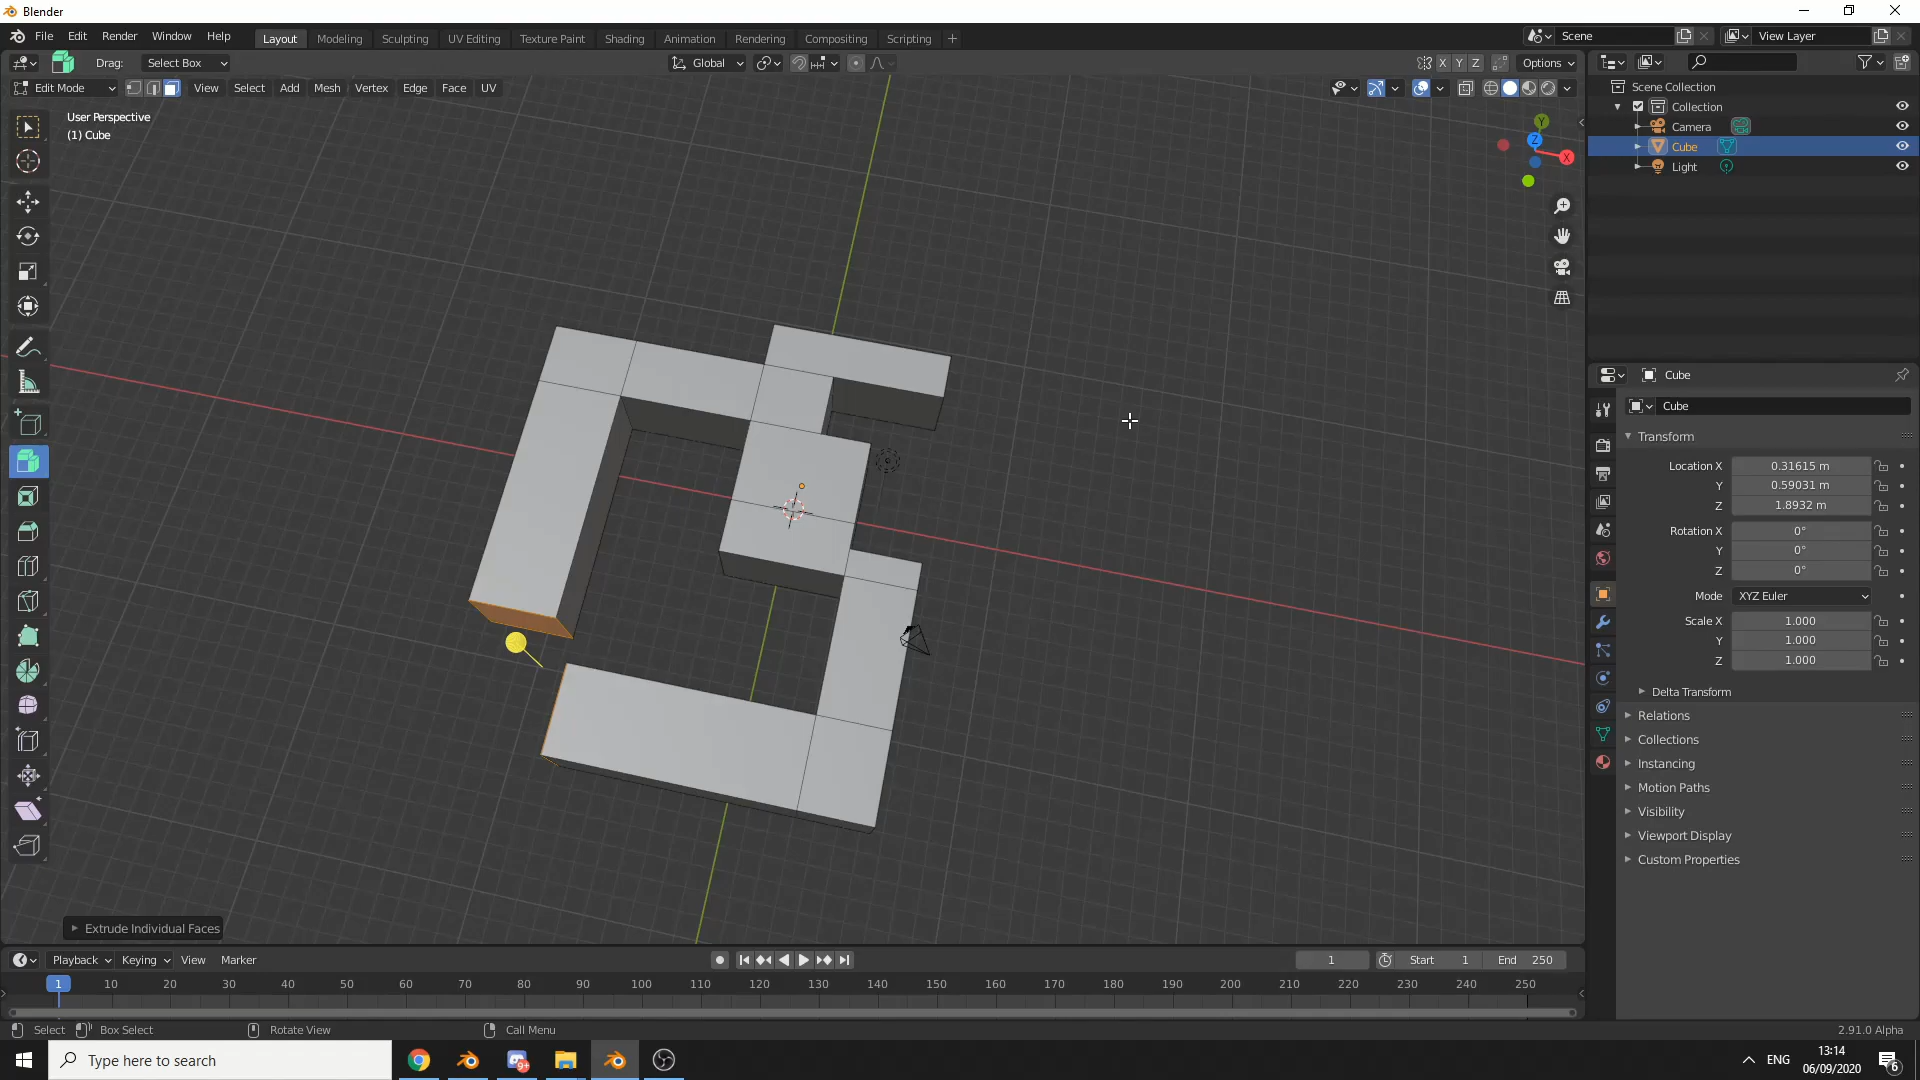 Blender
File Edit Render Window Help
Layout Modeling Sculpting UV Editing Texture Paint Shading Animation Rendering Compositing Scripting +
Scene
View Layer
Drag: Select Box
Global
X Y Z
Options
Edit Mode
View Select Add Mesh Vertex Edge Face UV
User Perspective
(1) Cube
Y
Z
X
Scene Collection
Collection
Camera
Cube
Light
Cube
Cube
Transform
Location X 0.31615 m
Y 0.59031 m
Z 1.8932 m
Rotation X 0°
Y 0°
Z 0°
Mode XYZ Euler
Scale X 1.000
Y 1.000
Z 1.000
Delta Transform
Relations
Collections
Instancing
Motion Paths
Visibility
Viewport Display
Custom Properties
Extrude Individual Faces
Playback Keying View Marker
1
Start 1
End 250
1 10 20 30 40 50 60 70 80 90 100 110 120 130 140 150 160 170 180 190 200 210 220 230 240 250
Select Box Select Rotate View Call Menu
2.91.0 Alpha
Type here to search
9+
ENG
13:14
06/09/2020
6